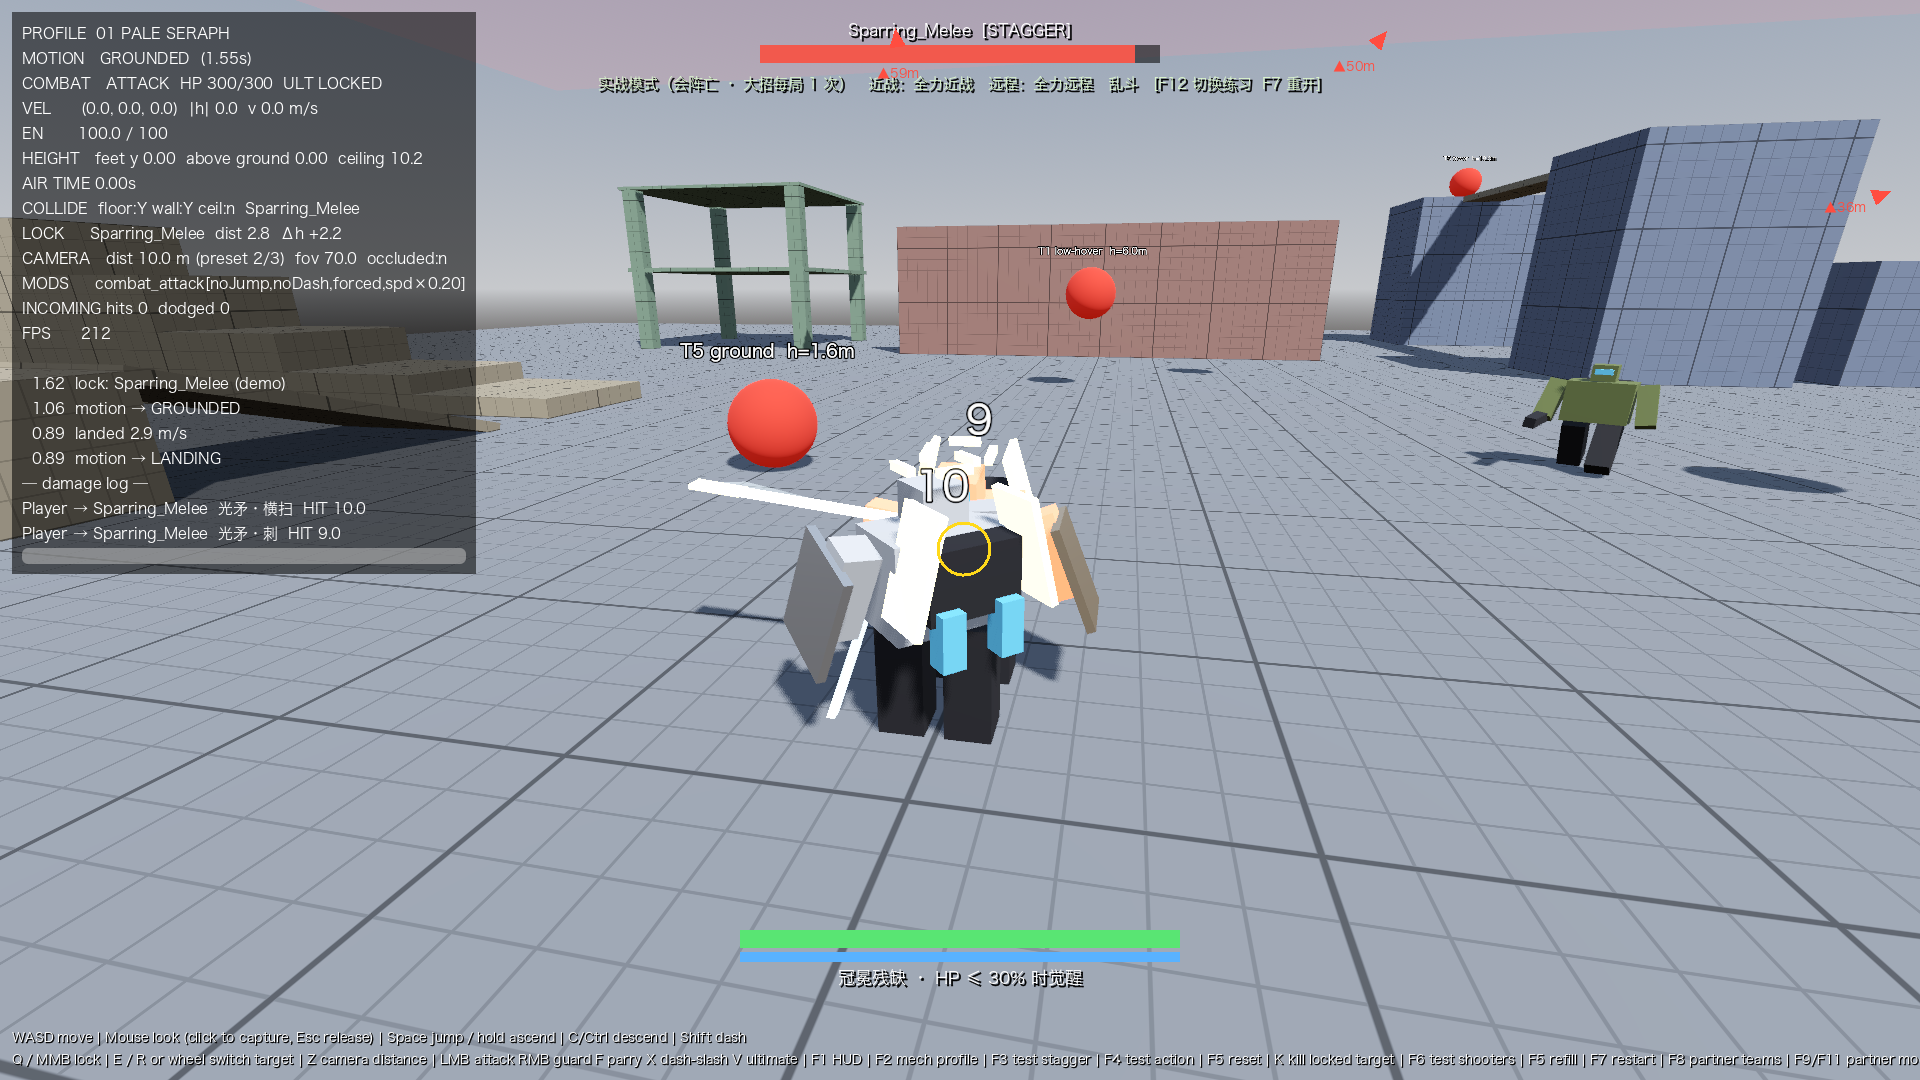 PROFILE 01 PALE SERAPH
MOTION GROUNDED (1.55s)
COMBAT ATTACK HP 300/300 ULT LOCKED
VEL (0.0, 0.0, 0.0) |h| 0.0 v 0.0 m/s
EN 100.0 / 100
HEIGHT feet y 0.00 above ground 0.00 ceiling 10.2
AIR TIME 0.00s
COLLIDE floor:Y wall:Y ceil:n Sparring_Melee
LOCK Sparring_Melee dist 2.8 Δh +2.2
CAMERA dist 10.0 m (preset 2/3) fov 70.0 occluded:n
MODS combat_attack[noJump,noDash,forced,spd×0.20]
INCOMING hits 0 dodged 0
FPS 212
1.62 lock: Sparring_Melee (demo)
1.06 motion → GROUNDED
0.89 landed 2.9 m/s
0.89 motion → LANDING
— damage log —
Player → Sparring_Melee 光矛·横扫 HIT 10.0
Player → Sparring_Melee 光矛·刺 HIT 9.0
Sparring_Melee [STAGGER]
▲59m
▲50m
实战模式（会阵亡 · 大招每局 1 次） 近战: 全力近战 远程: 全力远程 乱斗 [F12 切换练习 F7 重开]
T1 low-hover h=6.0m
T5 ground h=1.6m
9
10
冠冕残缺 · HP ≤ 30% 时觉醒
WASD move | Mouse look (click to capture, Esc release) | Space jump / hold ascend | C/Ctrl descend | Shift dash
Q / MMB lock | E / R or wheel switch target | Z camera distance | LMB attack RMB guard F parry X dash-slash V ultimate | F1 HUD | F2 mech profile | F3 test stagger | F4 test action | F5 reset | K kill locked target | F6 test shooters | F5 refill | F7 restart | F8 partner teams | F9/F11 partner mo